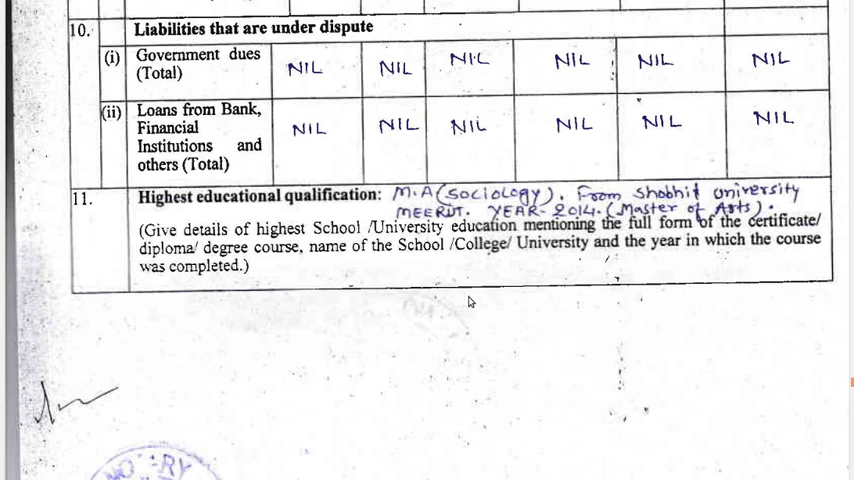 10. Liabilities that are under dispute
(i) Government dues (Total) NIL NIL NIL NIL NIL NIL
(ii) Loans from Bank, Financial Institutions and others (Total) NIL NIL NIL NIL NIL NIL
11. Highest educational qualification: M.A (Sociology). From Shobhit university
MEERUT. YEAR-2014. (Master of Arts).
(Give details of highest School /University education mentioning the full form of the certificate/
diploma/ degree course, name of the School /College/ University and the year in which the course
was completed.)
NOTARY